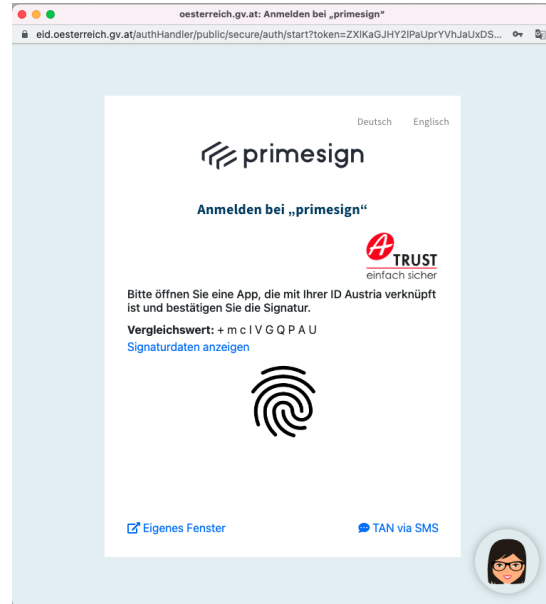 oesterreich.gv.at: Anmelden bei „primesign“
eid.oesterreich.gv.at/authHandler/public/secure/auth/start?token=ZXlKaGJHY2lPaUprYVhJaUxDS...
Deutsch Englisch
primesign
Anmelden bei „primesign“
A TRUST
einfach sicher
Bitte öffnen Sie eine App, die mit Ihrer ID Austria verknüpft
ist und bestätigen Sie die Signatur.
Vergleichswert: + m c I V G Q P A U
Signaturdaten anzeigen
Eigenes Fenster TAN via SMS